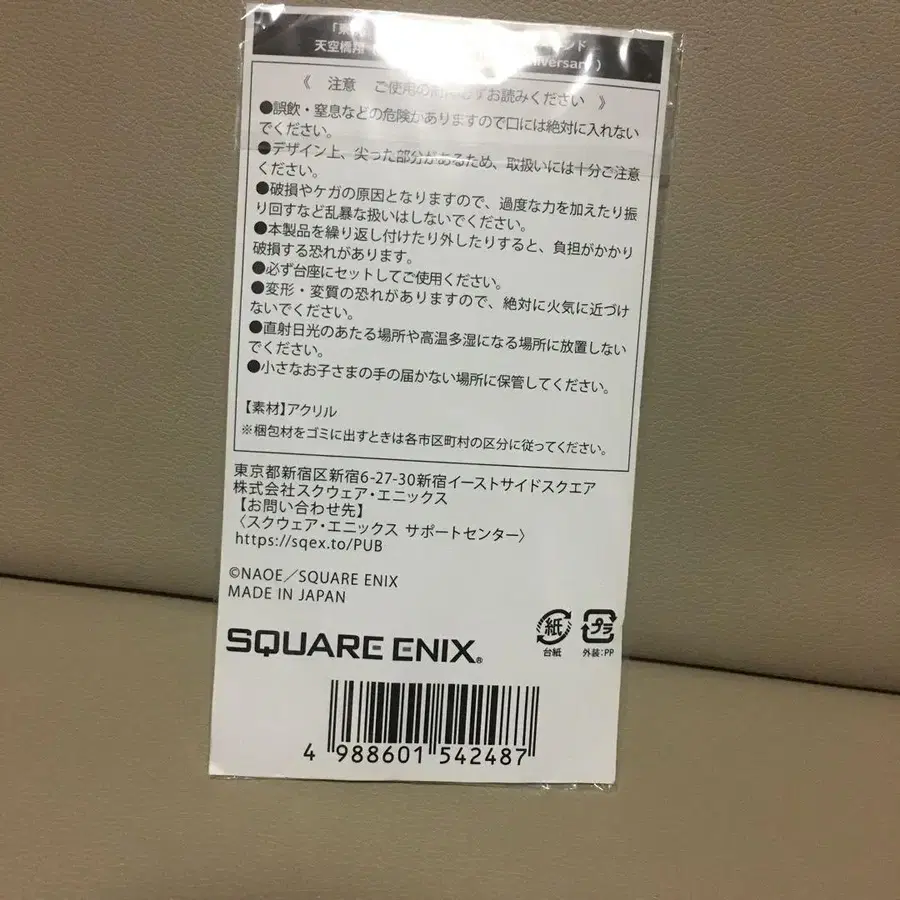 「東
ンド
天空橋翔
niversary）
《 注意 ご使用の前に必ずお読みください 》
●誤飲・窒息などの危険がありますので口には絶対に入れない
でください。
●デザイン上、尖った部分があるため、取扱いには十分ご注意
ください。
●破損やケガの原因となりますので、過度な力を加えたり振
り回すなど乱暴な扱いはしないでください。
●本製品を繰り返し付けたり外したりすると、負担がかかり
破損する恐れがあります。
●必ず台座にセットしてご使用ください。
●変形・変質の恐れがありますので、絶対に火気に近づけ
ないでください。
●直射日光のあたる場所や高温多湿になる場所に放置しない
でください。
●小さなお子さまの手の届かない場所に保管してください。
【素材】アクリル
※梱包材をゴミに出すときは各市区町村の区分に従ってください。
東京都新宿区新宿6-27-30新宿イーストサイドスクエア
株式会社スクウェア・エニックス
【お問い合わせ先】
〈スクウェア・エニックス サポートセンター〉
https://sqex.to/PUB
©NAOE／SQUARE ENIX
MADE IN JAPAN
紙 プラ
台紙 外装:PP
SQUARE ENIX®
4 988601 542487